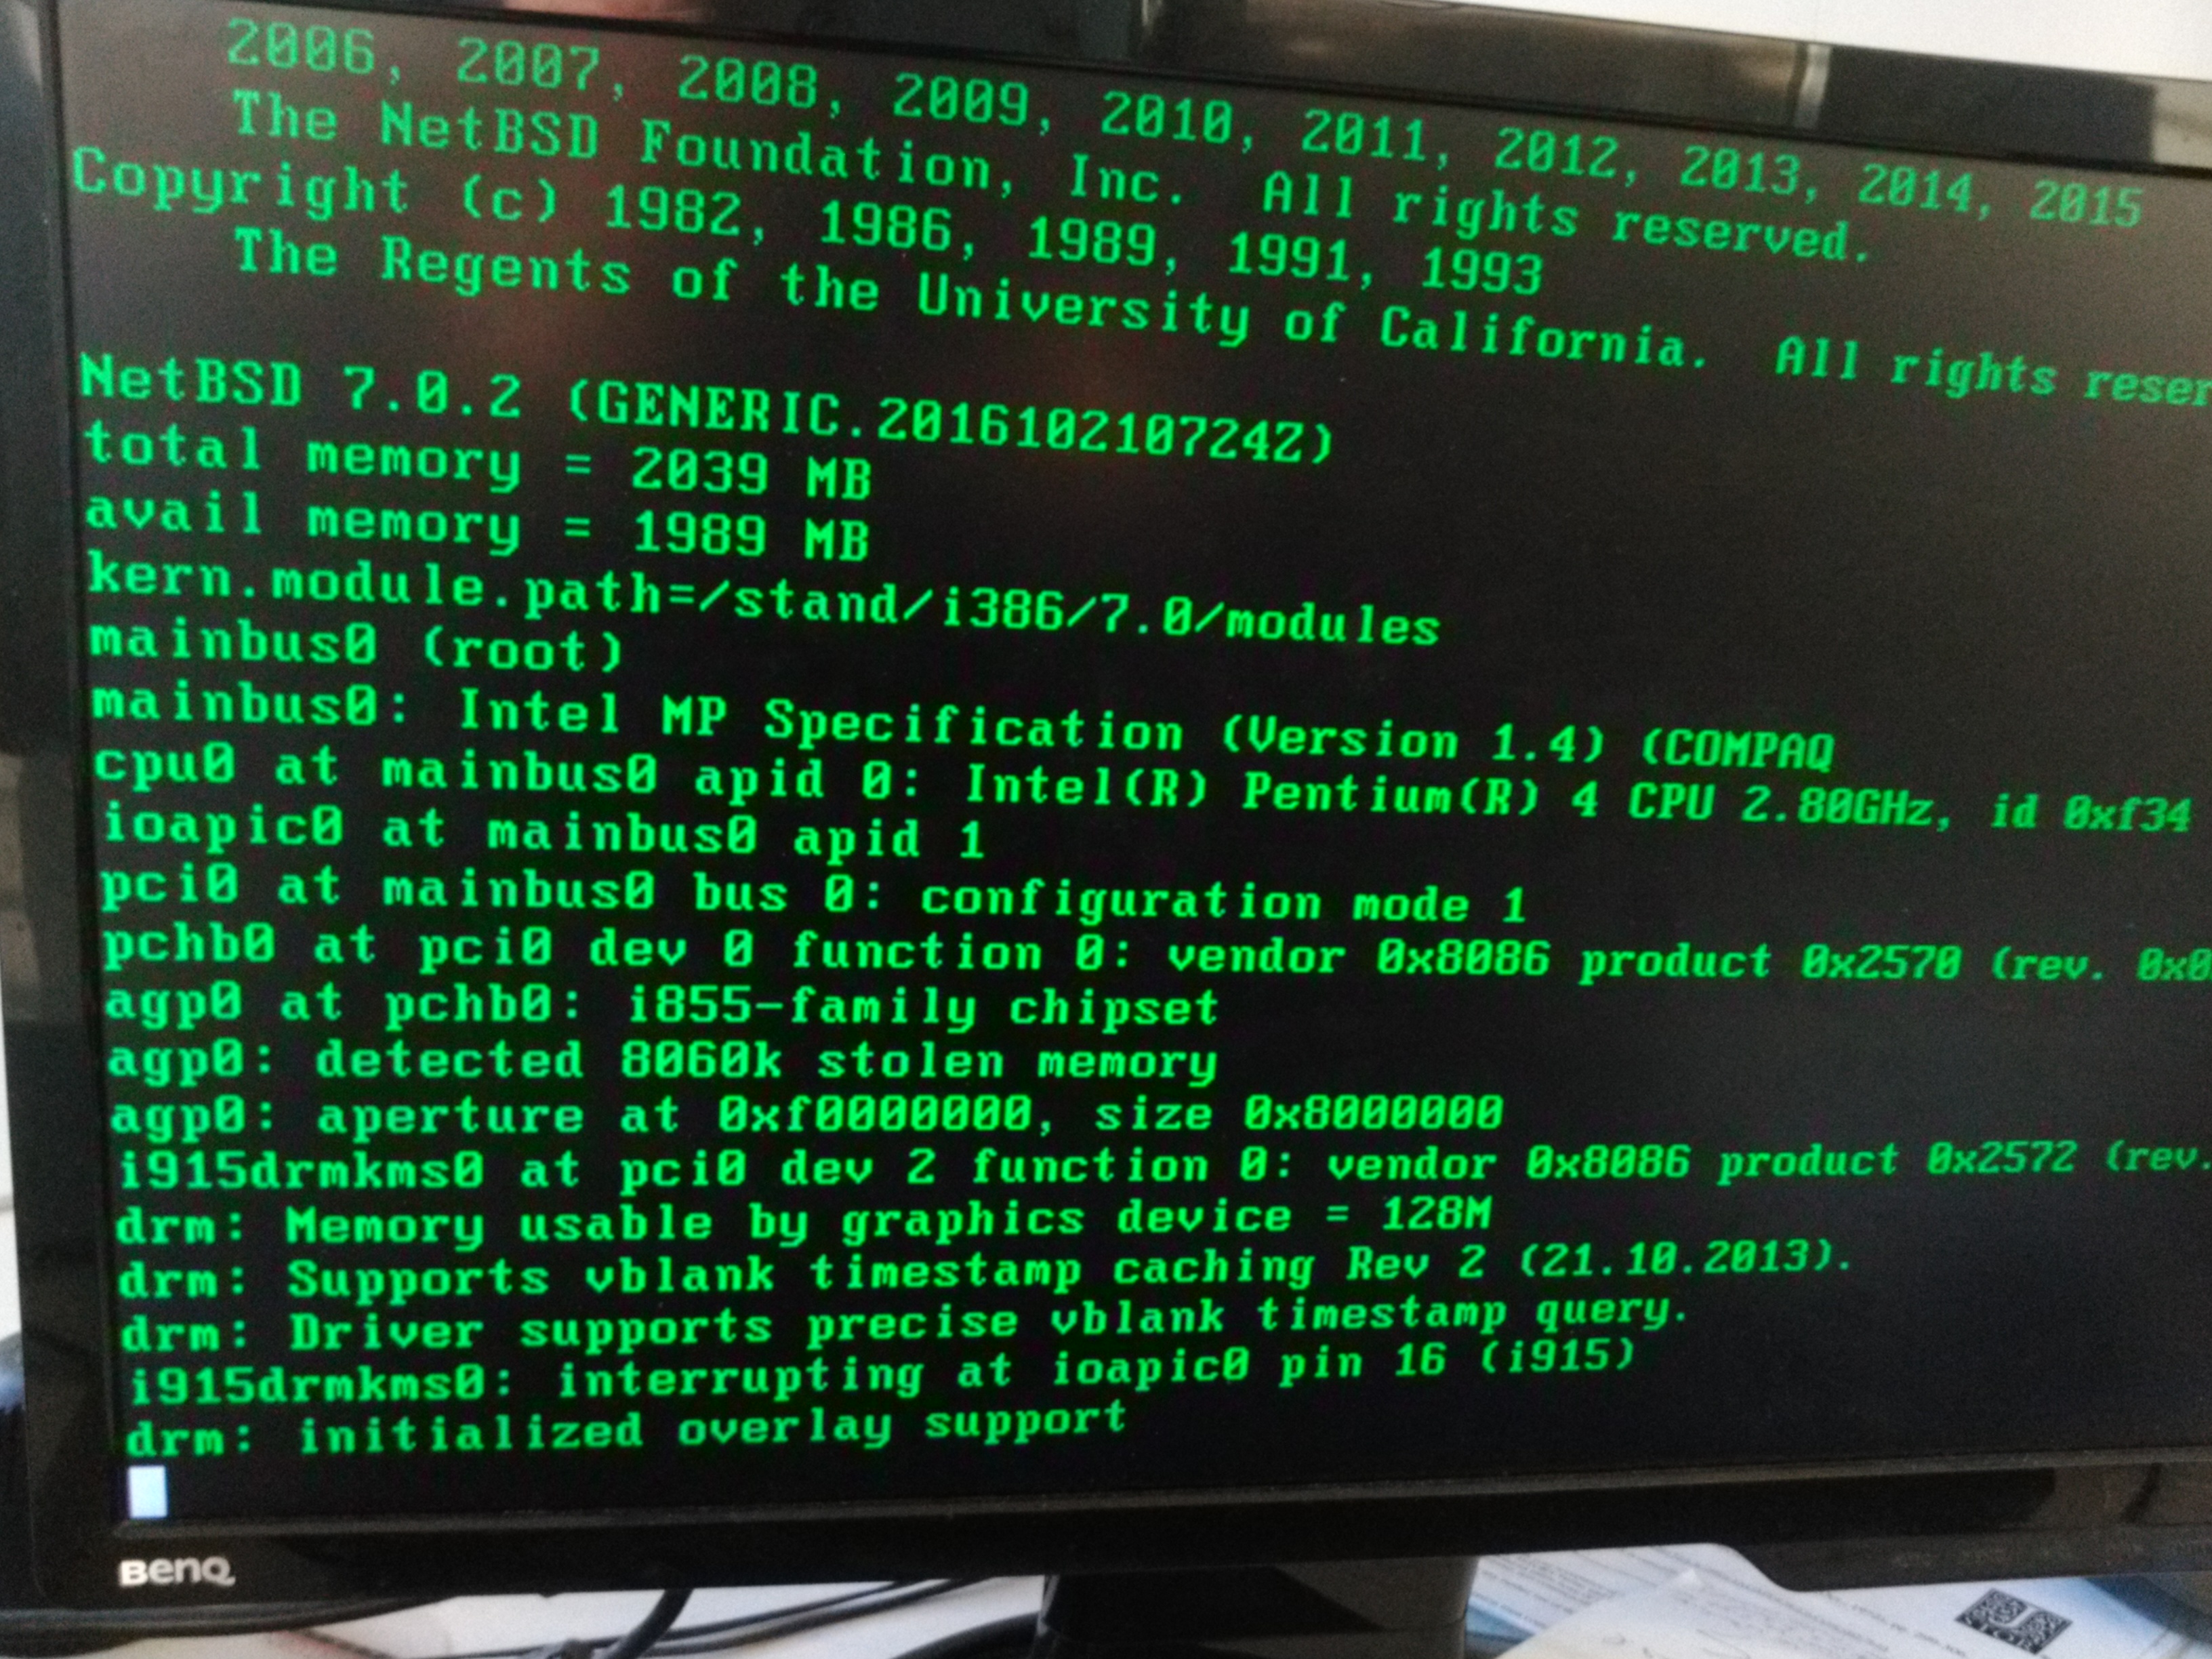 2006, 2007, 2008, 2009, 2010, 2011, 2012, 2013, 2014, 2015
The NetBSD Foundation, Inc.  All rights reserved.
Copyright (c) 1982, 1986, 1989, 1991, 1993
The Regents of the University of California.  All rights reser
NetBSD 7.0.2 (GENERIC.201610210724Z)
total memory = 2039 MB
avail memory = 1989 MB
kern.module.path=/stand/i386/7.0/modules
mainbus0 (root)
mainbus0: Intel MP Specification (Version 1.4) (COMPAQ
cpu0 at mainbus0 apid 0: Intel(R) Pentium(R) 4 CPU 2.80GHz, id 0xf34
ioapic0 at mainbus0 apid 1
pci0 at mainbus0 bus 0: configuration mode 1
pchb0 at pci0 dev 0 function 0: vendor 0x8086 product 0x2570 (rev. 0x0
agp0 at pchb0: i855-family chipset
agp0: detected 8060k stolen memory
agp0: aperture at 0xf0000000, size 0x8000000
i915drmkms0 at pci0 dev 2 function 0: vendor 0x8086 product 0x2572 (rev.
drm: Memory usable by graphics device = 128M
drm: Supports vblank timestamp caching Rev 2 (21.10.2013).
drm: Driver supports precise vblank timestamp query.
i915drmkms0: interrupting at ioapic0 pin 16 (i915)
drm: initialized overlay support
BenQ